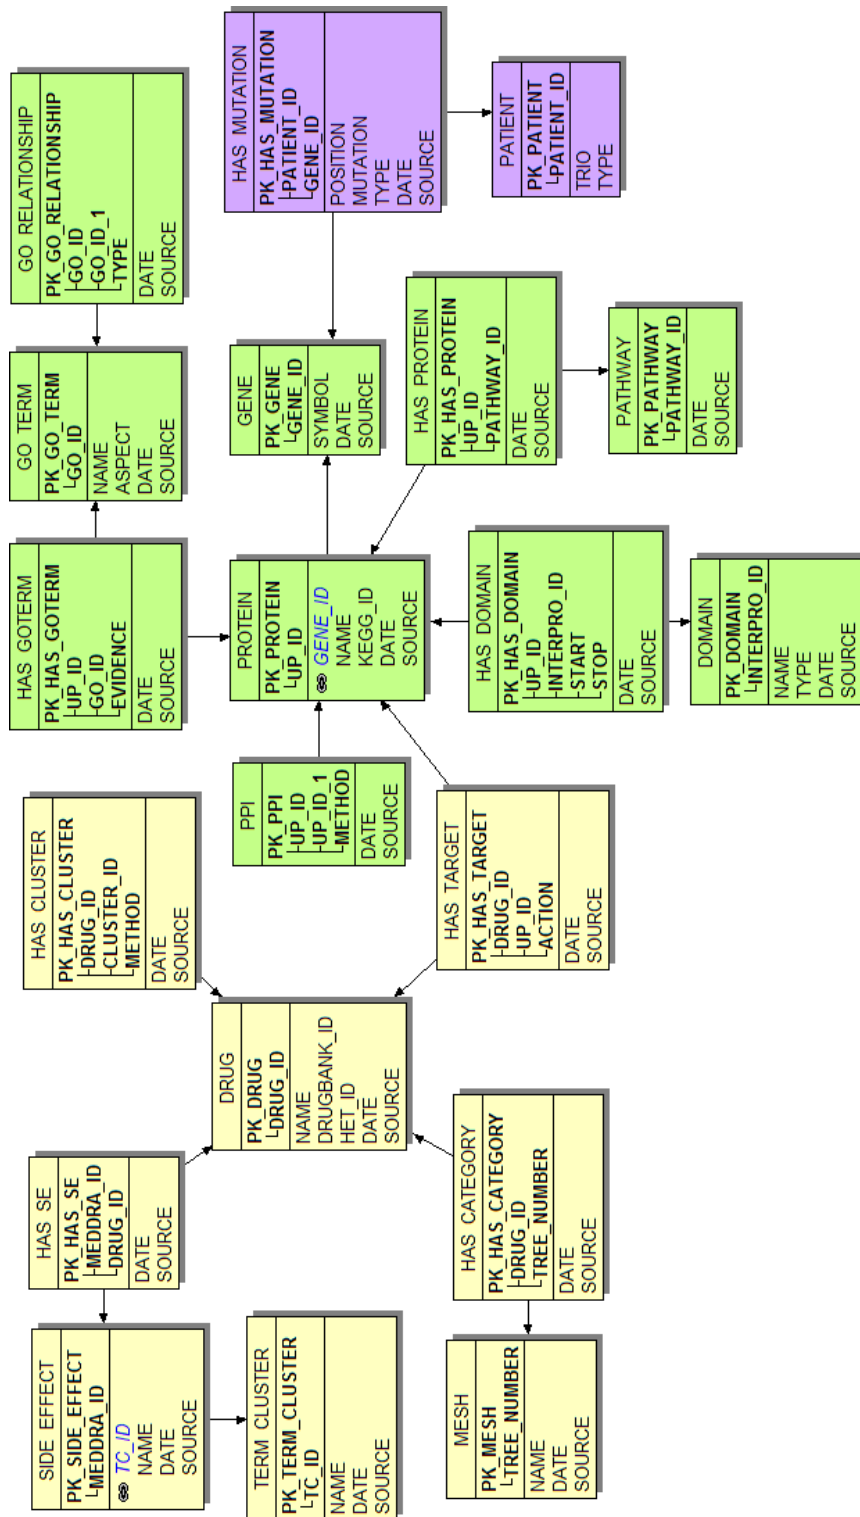 SIDE EFFECT
PK_SIDE_EFFECT
MEDDRA_ID
TC_ID
NAME
DATE
SOURCE
HAS SE
PK_HAS_SE
MEDDRA_ID
DRUG_ID
DATE
SOURCE
HAS CLUSTER
PK_HAS_CLUSTER
DRUG_ID
CLUSTER_ID
METHOD
DATE
SOURCE
HAS GOTERM
PK_HAS_GOTERM
UP_ID
GO_ID
EVIDENCE
DATE
SOURCE
GO TERM
PK_GO_TERM
GO_ID
NAME
ASPECT
DATE
SOURCE
GO RELATIONSHIP
PK_GO_RELATIONSHIP
GO_ID
GO_ID_1
TYPE
DATE
SOURCE
TERM CLUSTER
PK_TERM_CLUSTER
TC_ID
NAME
DATE
SOURCE
DRUG
PK_DRUG
DRUG_ID
NAME
DRUGBANK_ID
HET_ID
DATE
SOURCE
PPI
PK_PPI
UP_ID
UP_ID_1
METHOD
DATE
SOURCE
PROTEIN
PK_PROTEIN
UP_ID
GENE_ID
NAME
KEGG_ID
DATE
SOURCE
GENE
PK_GENE
GENE_ID
SYMBOL
DATE
SOURCE
HAS MUTATION
PK_HAS_MUTATION
PATIENT_ID
GENE_ID
POSITION
MUTATION
TYPE
DATE
SOURCE
MESH
PK_MESH
TREE_NUMBER
NAME
DATE
SOURCE
HAS CATEGORY
PK_HAS_CATEGORY
DRUG_ID
TREE_NUMBER
DATE
SOURCE
HAS TARGET
PK_HAS_TARGET
DRUG_ID
UP_ID
ACTION
DATE
SOURCE
HAS DOMAIN
PK_HAS_DOMAIN
UP_ID
INTERPRO_ID
START
STOP
DATE
SOURCE
HAS PROTEIN
PK_HAS_PROTEIN
UP_ID
PATHWAY_ID
DATE
SOURCE
PATIENT
PK_PATIENT
PATIENT_ID
TRIO
TYPE
DOMAIN
PK_DOMAIN
INTERPRO_ID
NAME
TYPE
DATE
SOURCE
PATHWAY
PK_PATHWAY
PATHWAY_ID
DATE
SOURCE